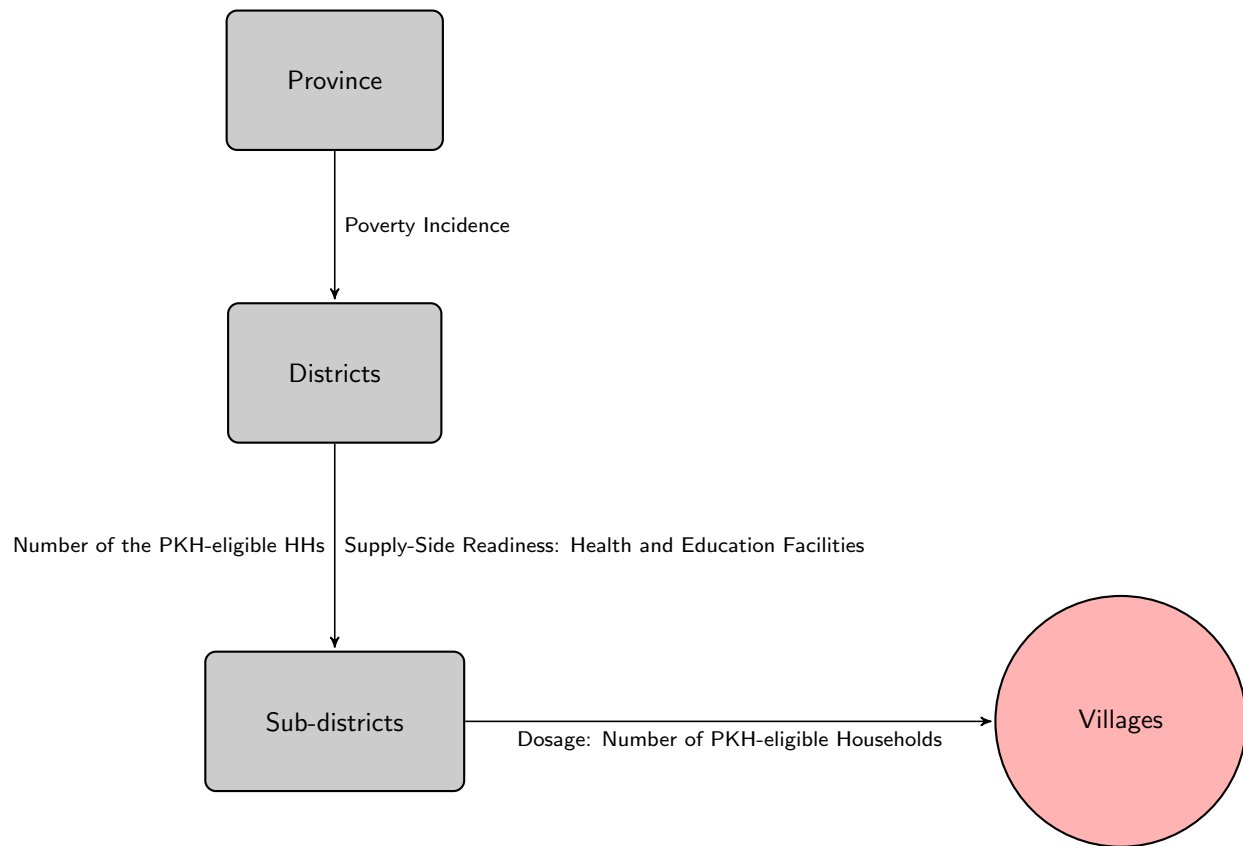 Province
Poverty Incidence
Districts
Number of the PKH-eligible HHs
Supply-Side Readiness: Health and Education Facilities
Sub-districts
Dosage: Number of PKH-eligible Households
Villages